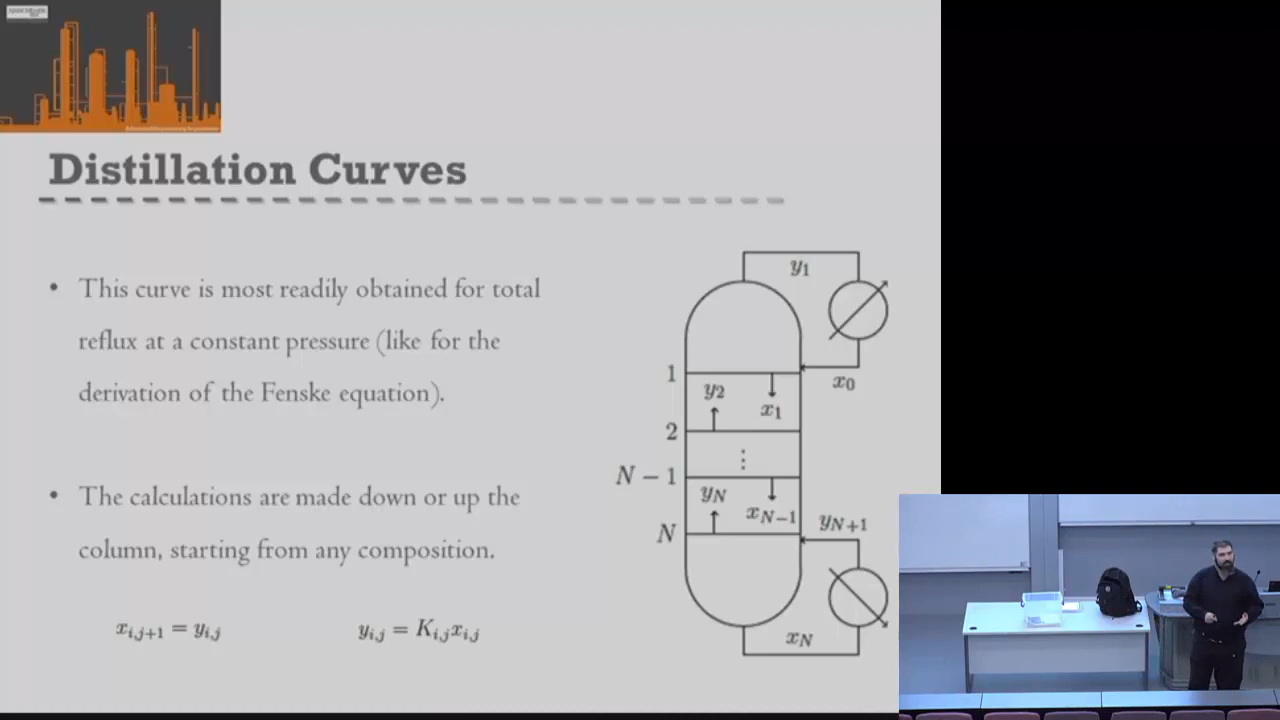 Distillation Curves
• This curve is most readily obtained for total
reflux at a constant pressure (like for the
derivation of the Fenske equation).
• The calculations are made down or up the
column, starting from any composition.
x_{i,j+1} = y_{i,j}
y_{i,j} = K_{i,j}x_{i,j}
y_1
x_0
1
y_2
x_1
2
⋮
N − 1
y_N
x_{N−1}
y_{N+1}
N
x_N